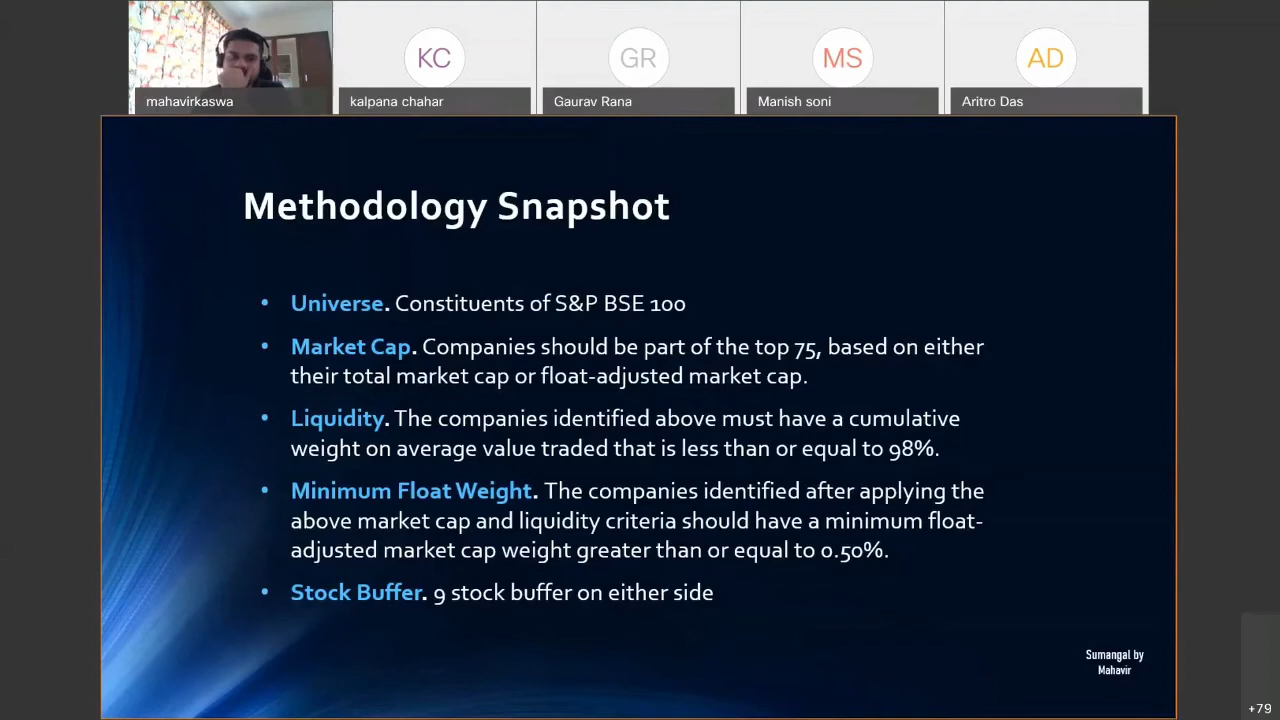 KC
GR
MS
AD
mahavirkaswa
kalpana chahar
Gaurav Rana
Manish soni
Aritro Das
Methodology Snapshot
• Universe. Constituents of S&P BSE 100
• Market Cap. Companies should be part of the top 75, based on either
their total market cap or float-adjusted market cap.
• Liquidity. The companies identified above must have a cumulative
weight on average value traded that is less than or equal to 98%.
• Minimum Float Weight. The companies identified after applying the
above market cap and liquidity criteria should have a minimum float-
adjusted market cap weight greater than or equal to 0.50%.
• Stock Buffer. 9 stock buffer on either side
Sumangal by
Mahavir
+79